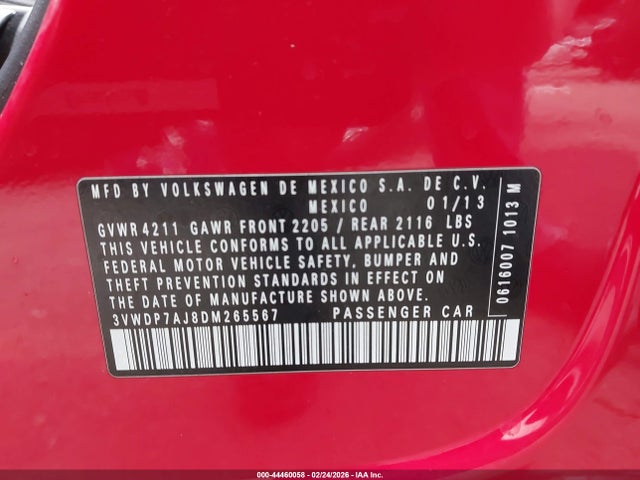 MFD BY VOLKSWAGEN DE MEXICO S.A. DE C.V.
MEXICO 01/13
GVWR 4211 GAWR FRONT 2205 / REAR 2116 LBS
THIS VEHICLE CONFORMS TO ALL APPLICABLE U.S.
FEDERAL MOTOR VEHICLE SAFETY, BUMPER AND
THEFT PREVENTION STANDARDS IN EFFECT ON
DATE OF MANUFACTURE SHOWN ABOVE.
3VWDP7AJ8DM265567 PASSENGER CAR
0616007 1013 M
000-44460058 - 02/24/2026 - IAA Inc.